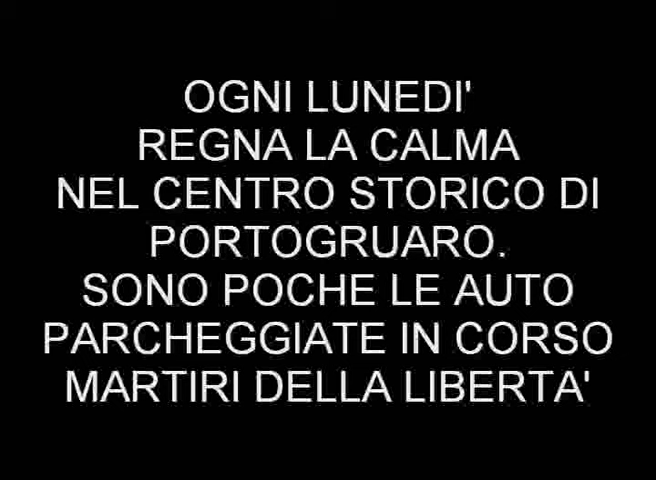 OGNI LUNEDI'
REGNA LA CALMA
NEL CENTRO STORICO DI
PORTOGRUARO.
SONO POCHE LE AUTO
PARCHEGGIATE IN CORSO
MARTIRI DELLA LIBERTA'